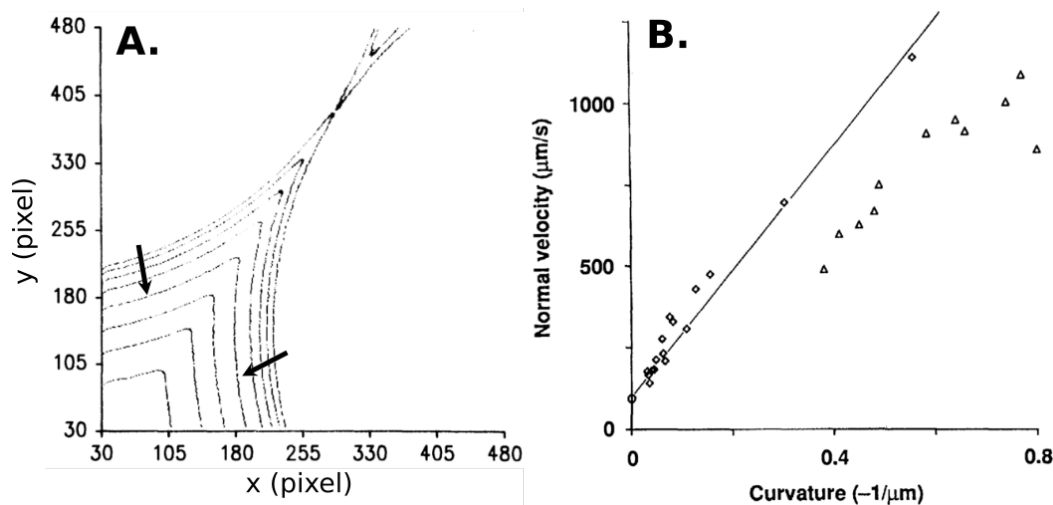 A.
480
405
330
255
180
105
30
y (pixel)
30 105 180 255 330 405 480
x (pixel)
B.
1000
500
0
Normal velocity (μm/s)
0 0.4 0.8
Curvature (–1/μm)